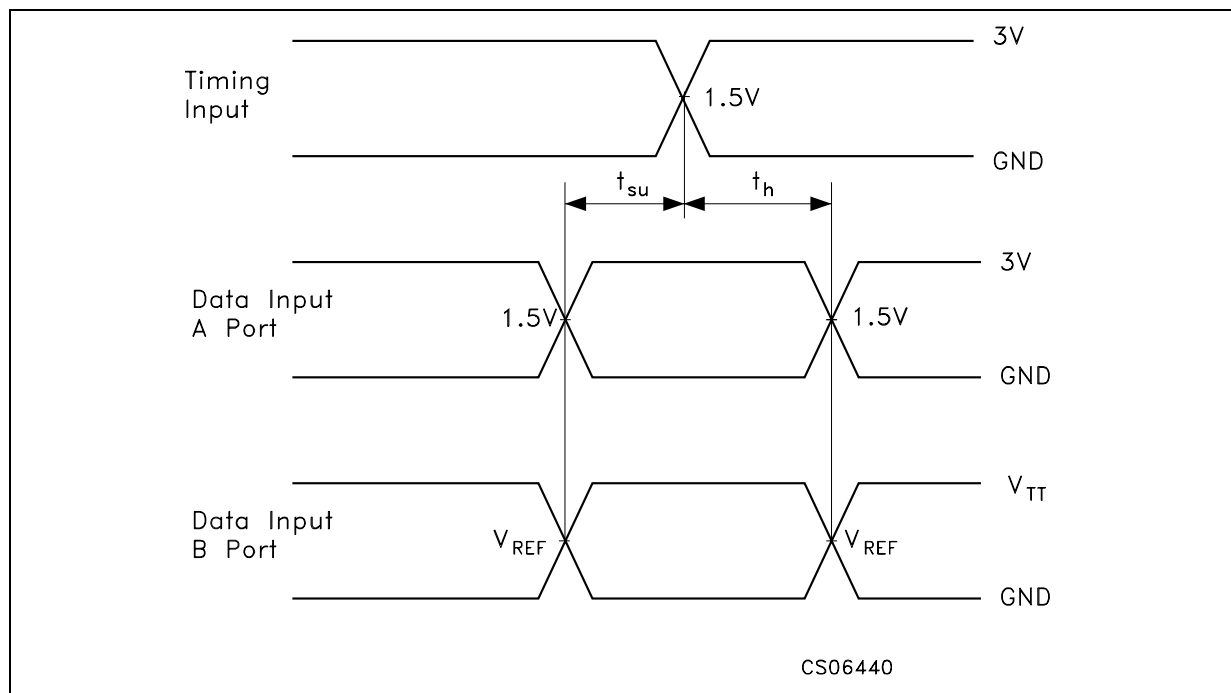 3V
Timing
Input
1.5V
GND
t_su t_h
3V
Data Input
A Port
1.5V 1.5V
GND
V_TT
Data Input
B Port
V_REF V_REF
GND
CS06440